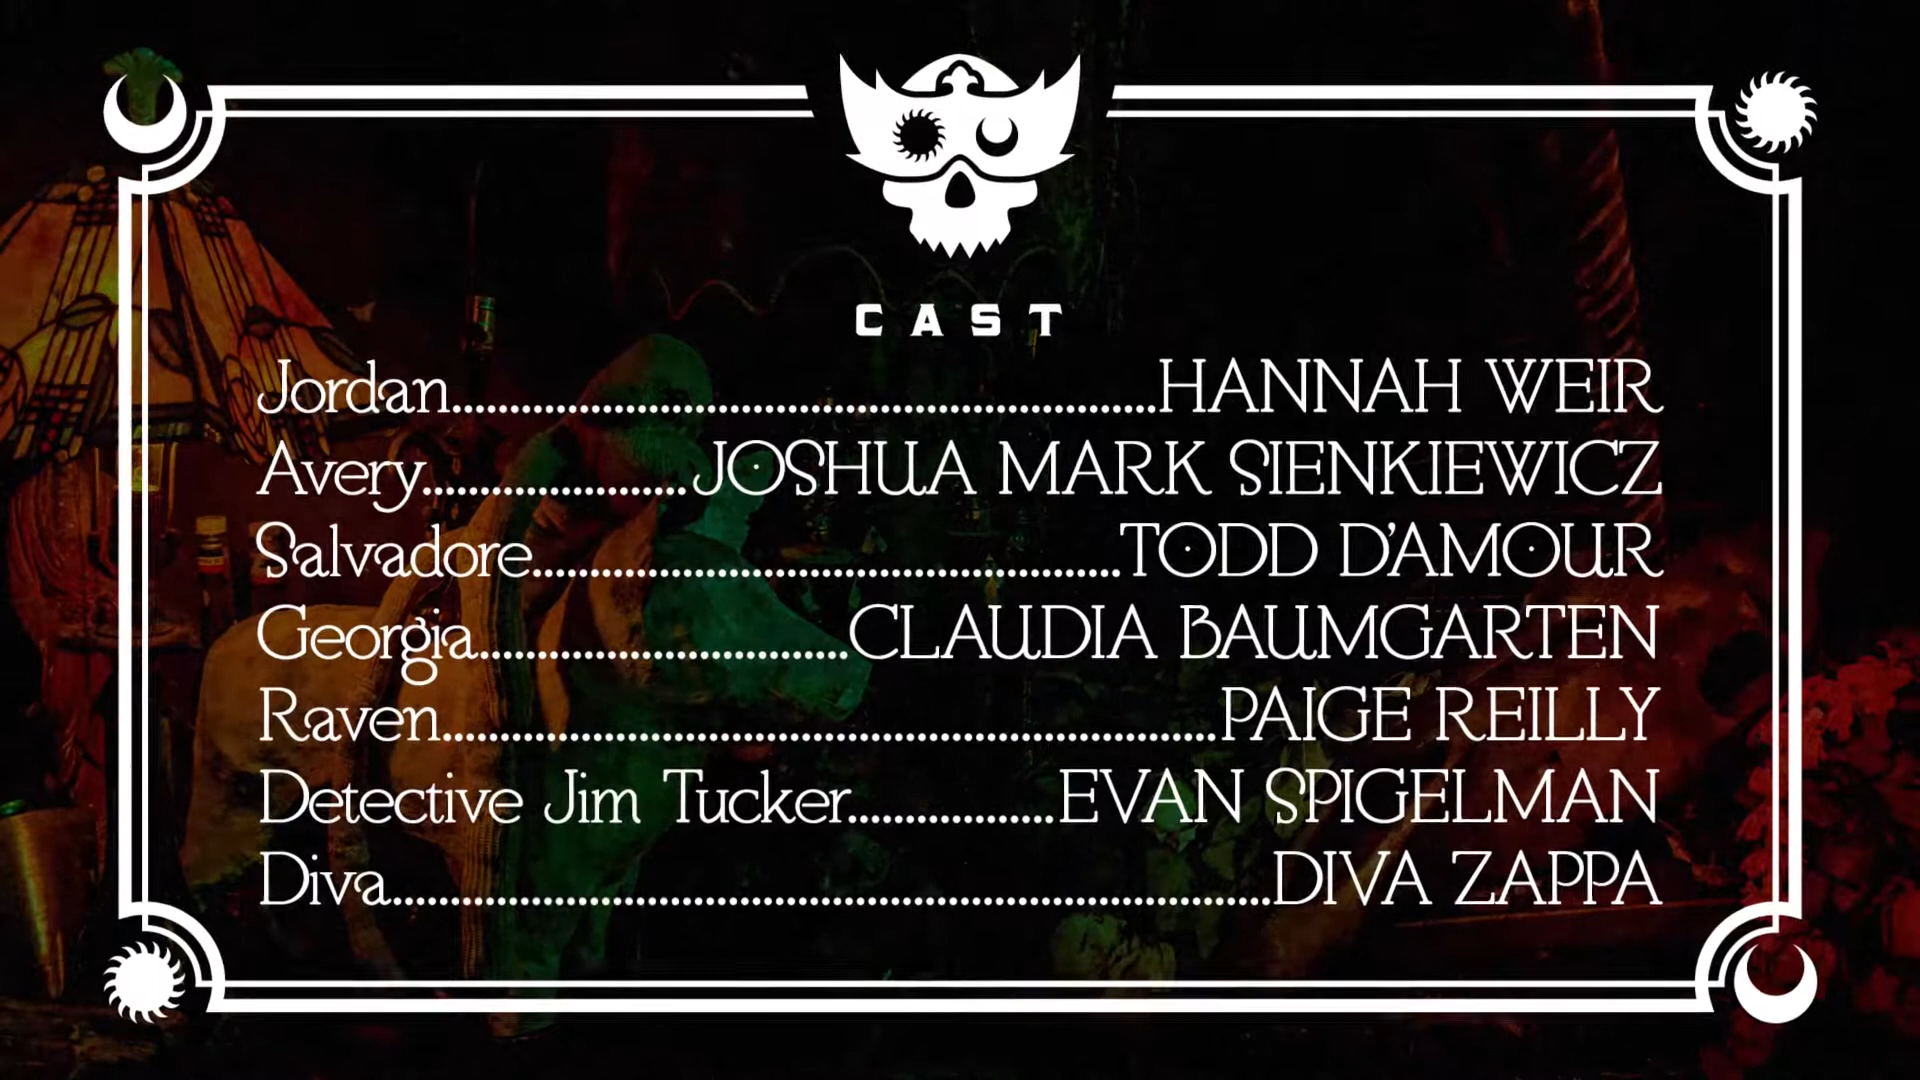 CAST
Jordan............................................................HANNAH WEIR
Avery.......................JOSHUA MARK SIENKIEWICZ
Salvadore..................................................TODD D'AMOUR
Georgia................................CLAUDIA BAUMGARTEN
Raven..................................................................PAIGE REILLY
Detective Jim Tucker..................EVAN SPIGELMAN
Diva...........................................................................DIVA ZAPPA